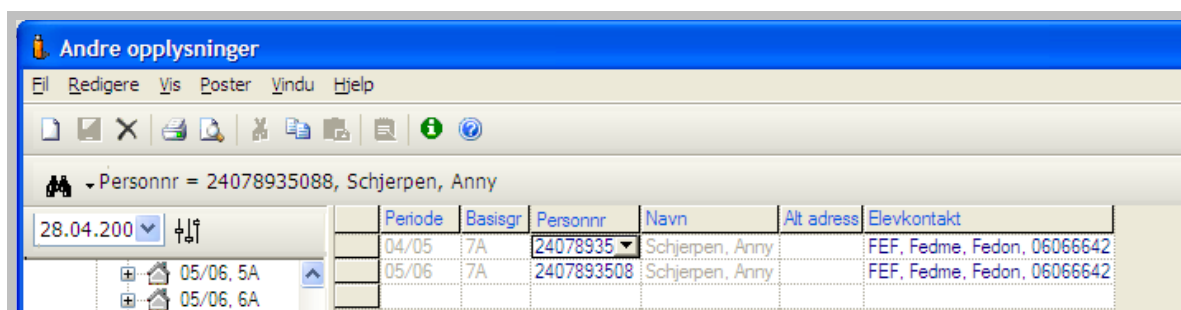 Andre opplysninger
Fil Redigere Vis Poster Vindu Hjelp
Personnr = 24078935088, Schjerpen, Anny
28.04.200
Periode Basisgr Personnr Navn Alt adress Elevkontakt
04/05 7A 24078935 Schjerpen, Anny FEF, Fedme, Fedon, 06066642
05/06 7A 2407893508 Schjerpen, Anny FEF, Fedme, Fedon, 06066642
05/06, 5A
05/06, 6A